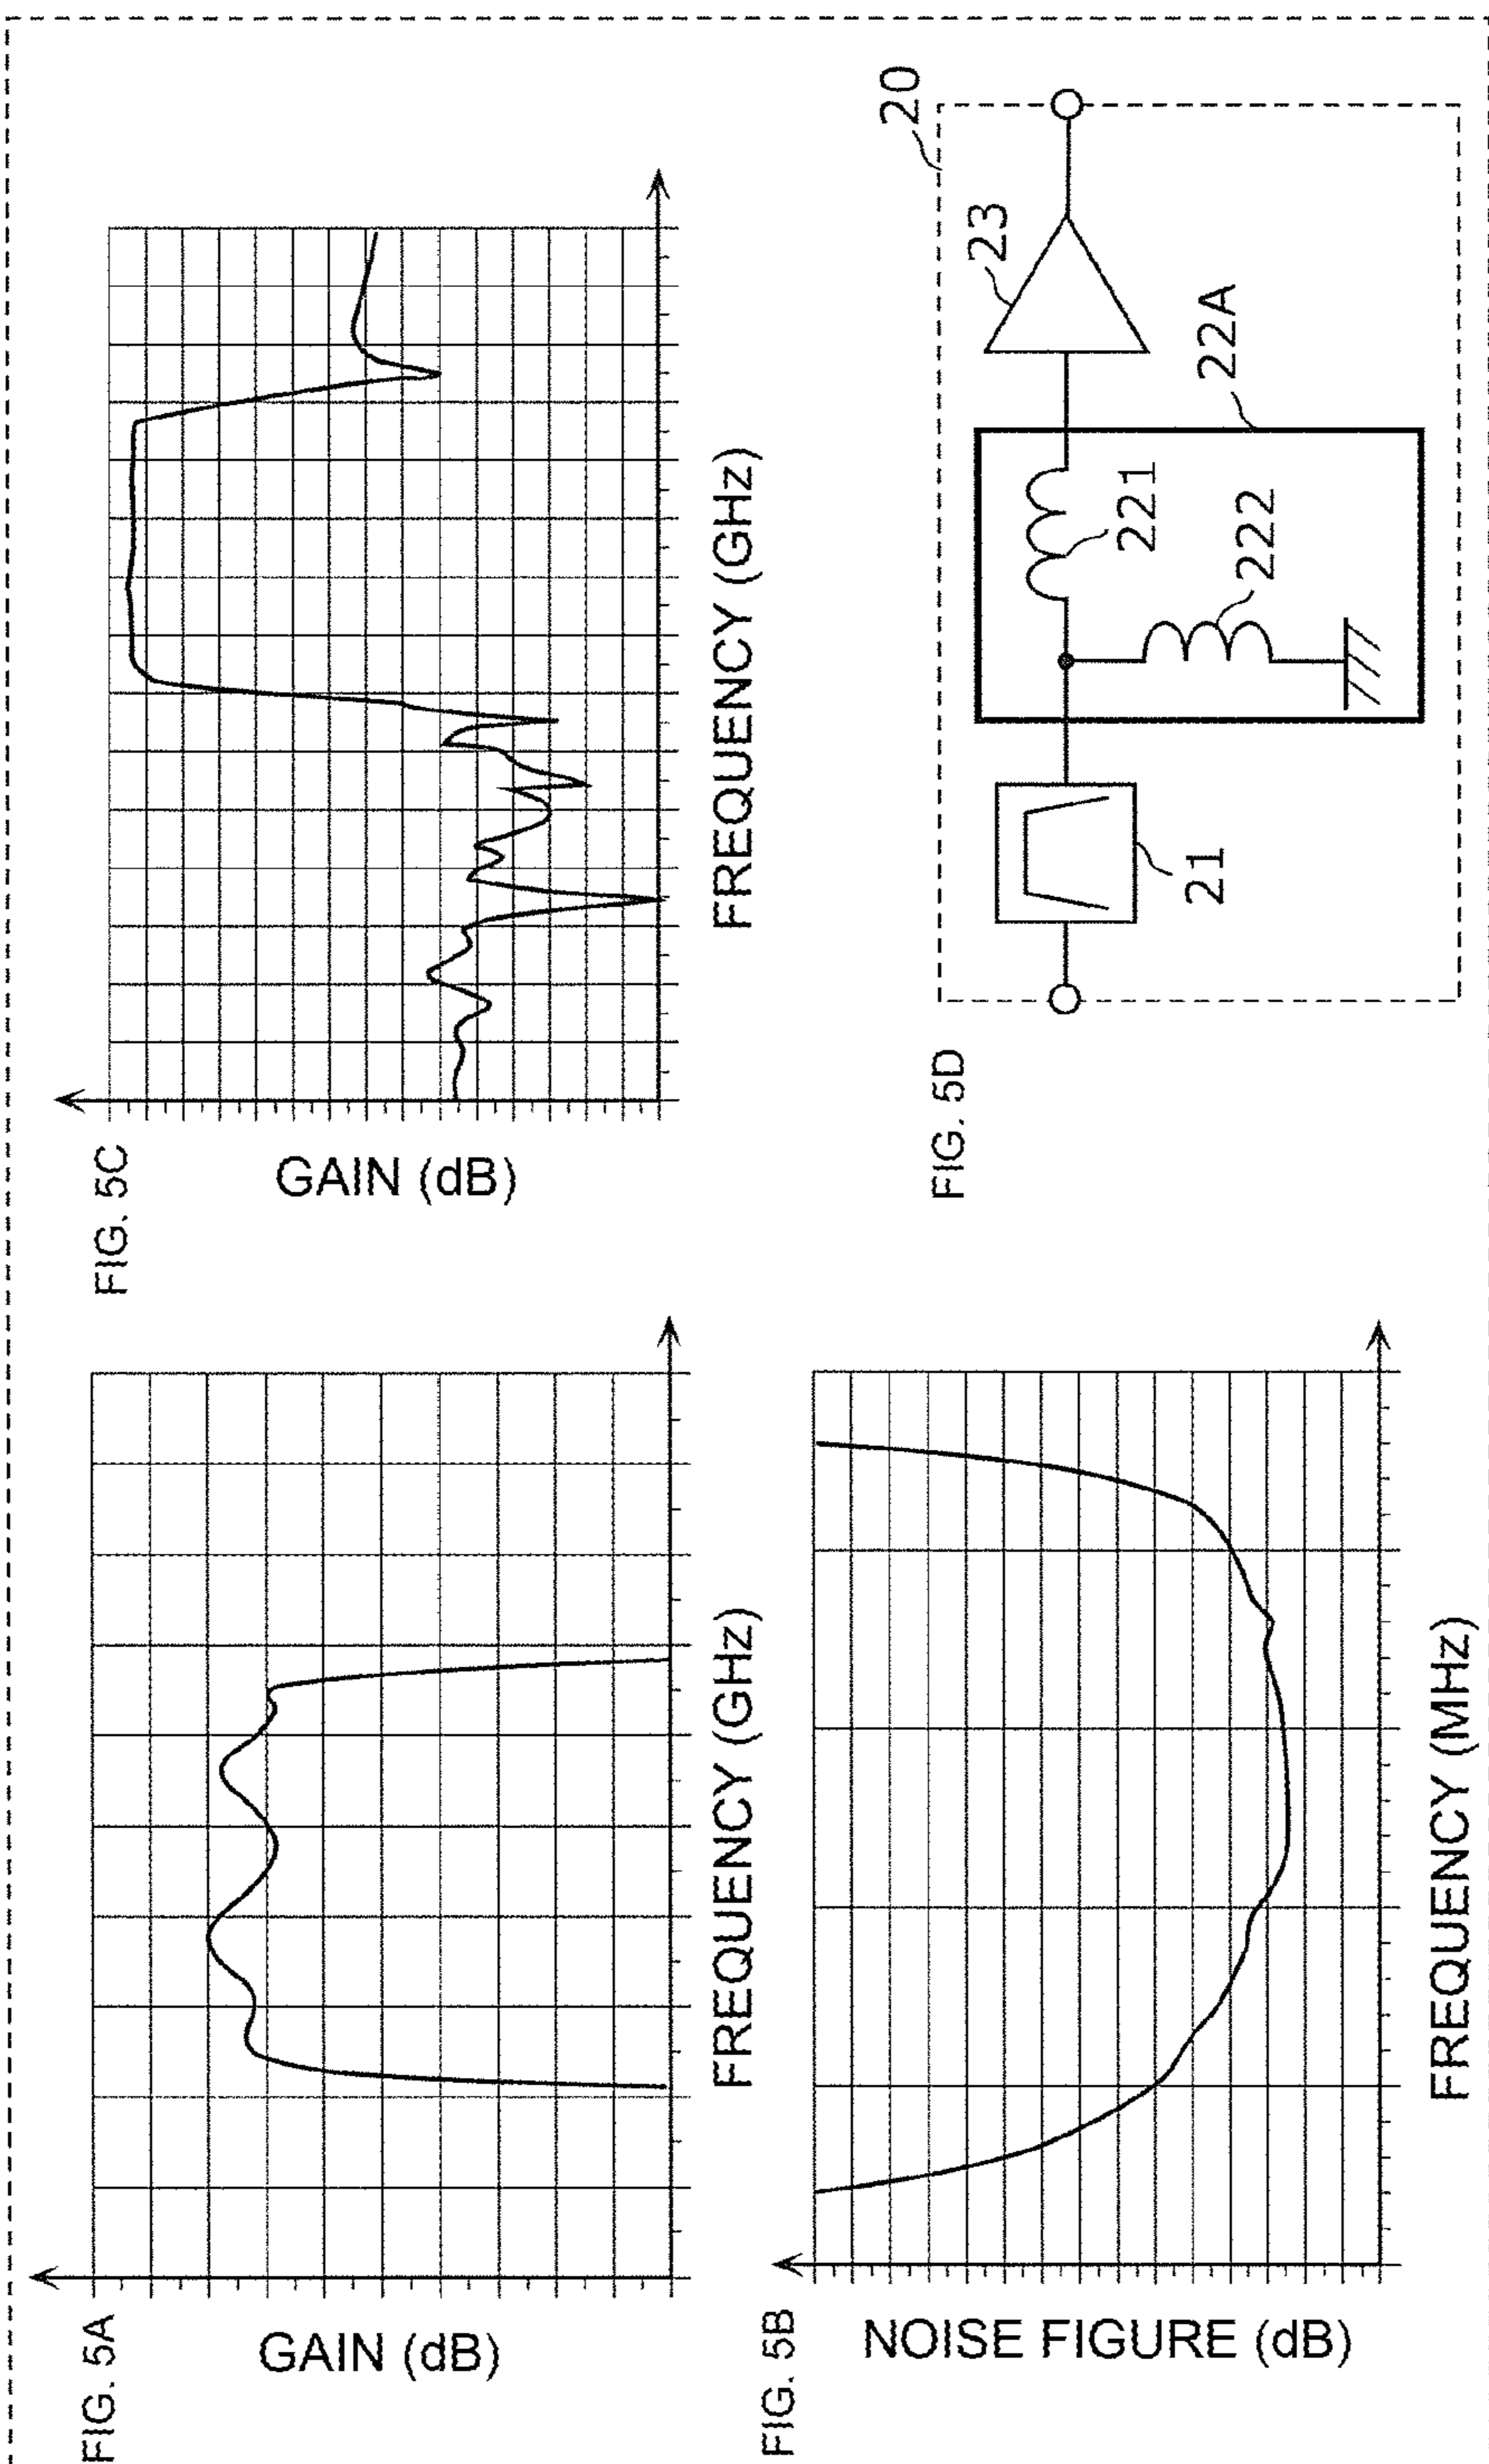 FIG. 5A
GAIN (dB)
FREQUENCY (GHz)
FIG. 5B
NOISE FIGURE (dB)
FREQUENCY (MHz)
FIG. 5C
GAIN (dB)
FREQUENCY (GHz)
FIG. 5D
20
21
22A
221
222
23